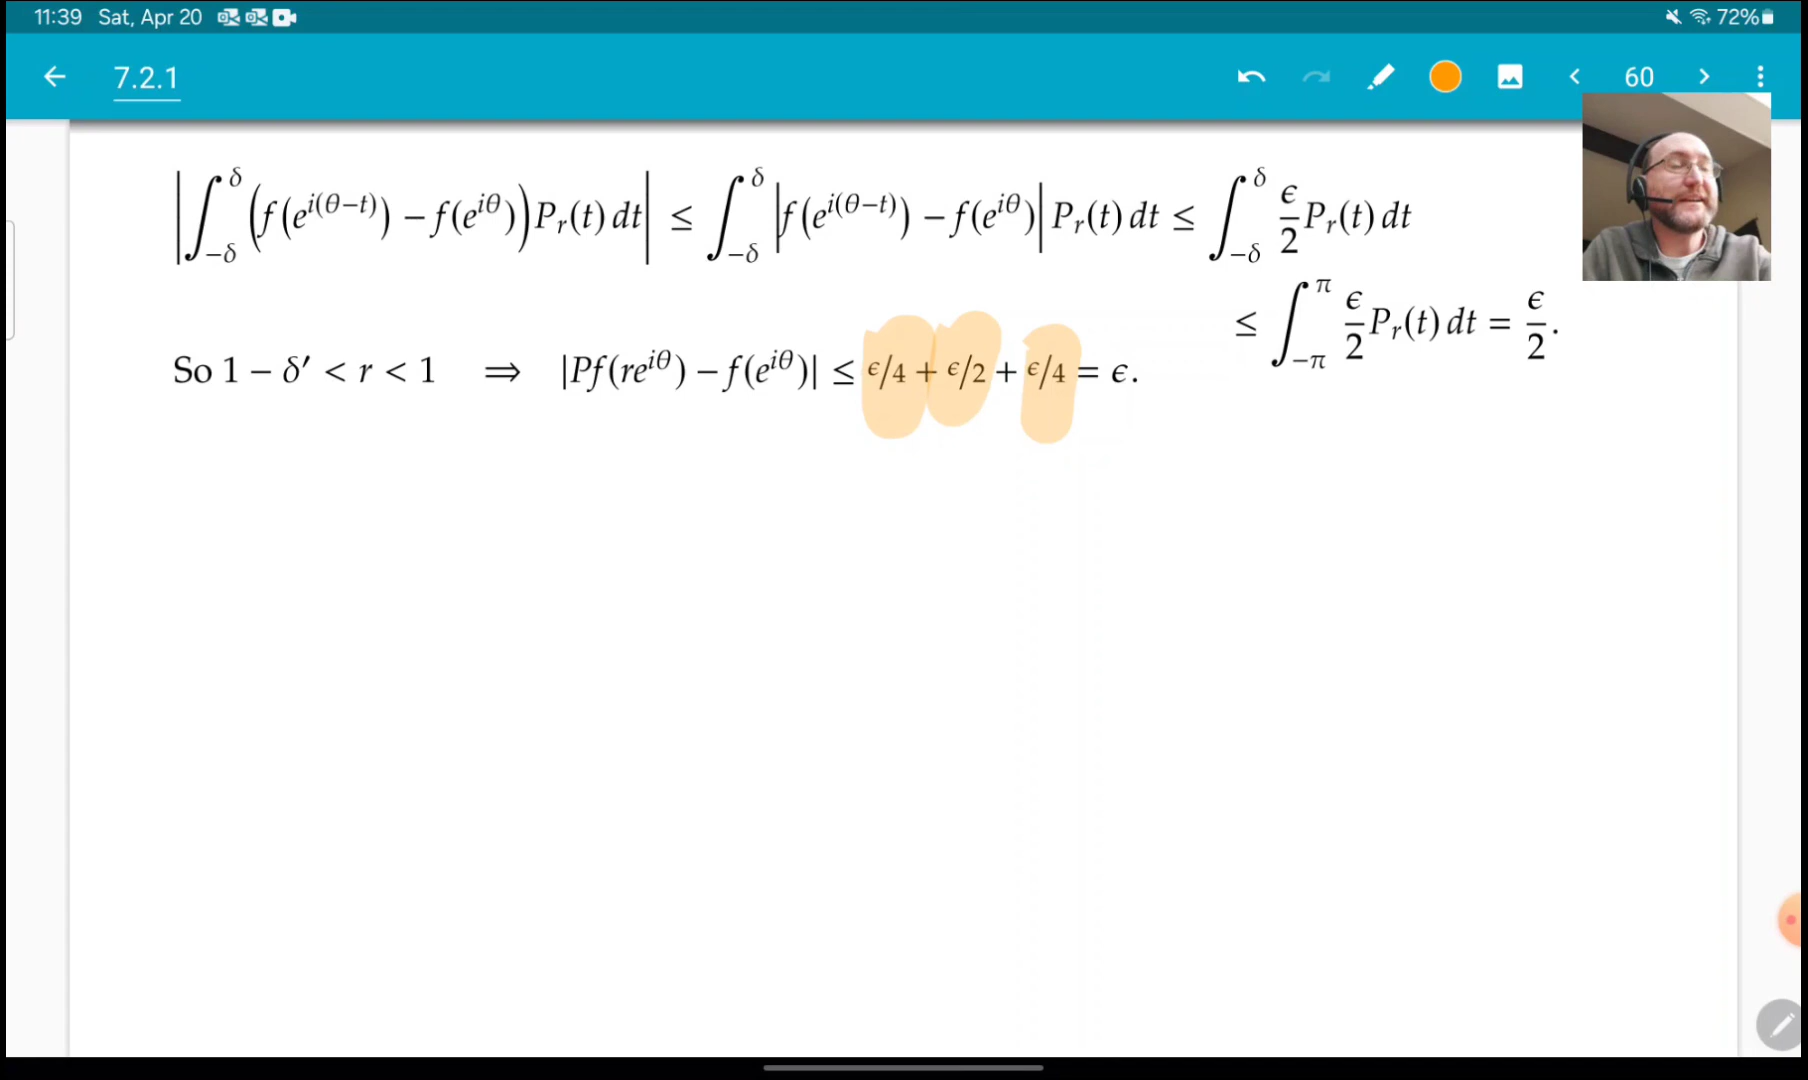 11:39 Sat, Apr 20 72%
7.2.1 60
|∫_{−δ}^{δ} (f(e^{i(θ−t)}) − f(e^{iθ})) P_r(t) dt| ≤ ∫_{−δ}^{δ} |f(e^{i(θ−t)}) − f(e^{iθ})| P_r(t) dt ≤ ∫_{−δ}^{δ} ϵ/2 P_r(t) dt
≤ ∫_{−π}^{π} ϵ/2 P_r(t) dt = ϵ/2.
So 1 − δ′ < r < 1 ⇒ |Pf(re^{iθ}) − f(e^{iθ})| ≤ ϵ/4 + ϵ/2 + ϵ/4 = ϵ.